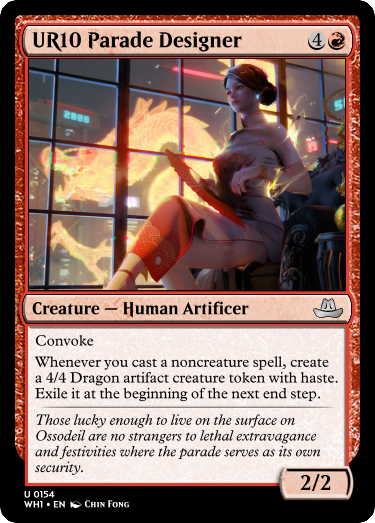 UR10 Parade Designer 4
Creature — Human Artificer
Convoke
Whenever you cast a noncreature spell, create
a 4/4 Dragon artifact creature token with haste.
Exile it at the beginning of the next end step.
Those lucky enough to live on the surface on
Ossodeil are no strangers to lethal extravagance
and festivities where the parade serves as its own
security.
2/2
U 0154
WH1 • EN Chin Fong